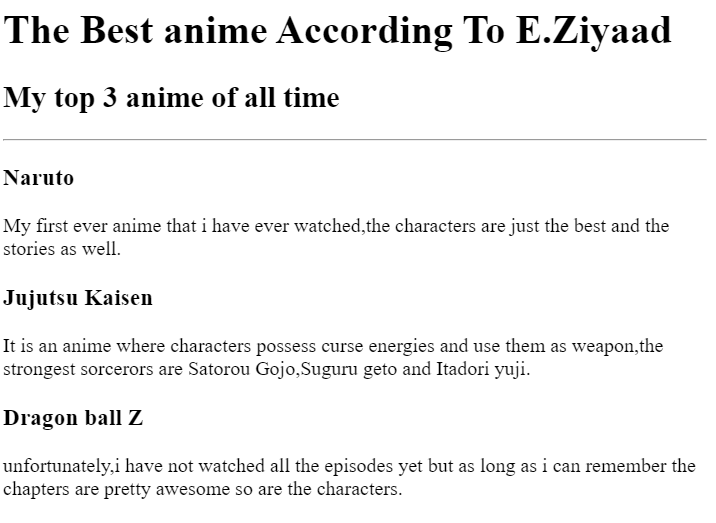 The Best anime According To E.Ziyaad
My top 3 anime of all time
Naruto
My first ever anime that i have ever watched,the characters are just the best and the
stories as well.
Jujutsu Kaisen
It is an anime where characters possess curse energies and use them as weapon,the
strongest sorcerors are Satorou Gojo,Suguru geto and Itadori yuji.
Dragon ball Z
unfortunately,i have not watched all the episodes yet but as long as i can remember the
chapters are pretty awesome so are the characters.